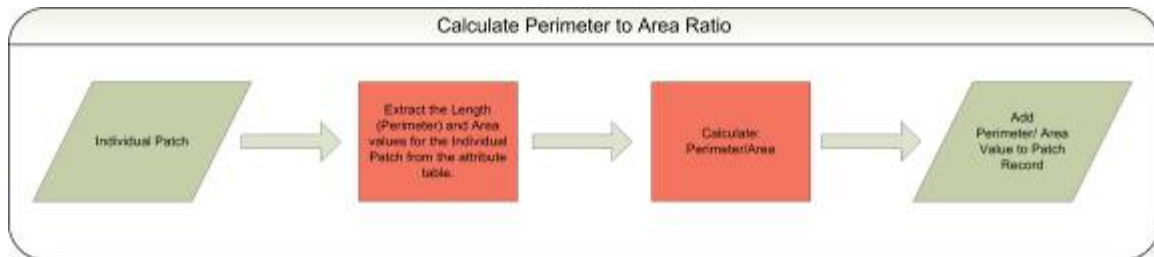 Calculate Perimeter to Area Ratio
Individual Patch
Extract the Length
(Perimeter) and Area
values for the Individual
Patch from the attribute
table.
Calculate:
Perimeter/Area
Add
Perimeter/ Area
Value to Patch
Record